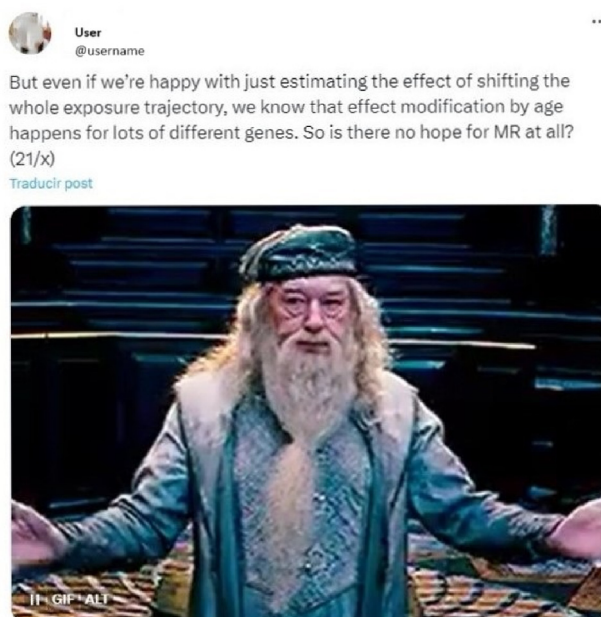 User
@username
But even if we're happy with just estimating the effect of shifting the
whole exposure trajectory, we know that effect modification by age
happens for lots of different genes. So is there no hope for MR at all?
(21/x)
Traducir post
GIF ALT